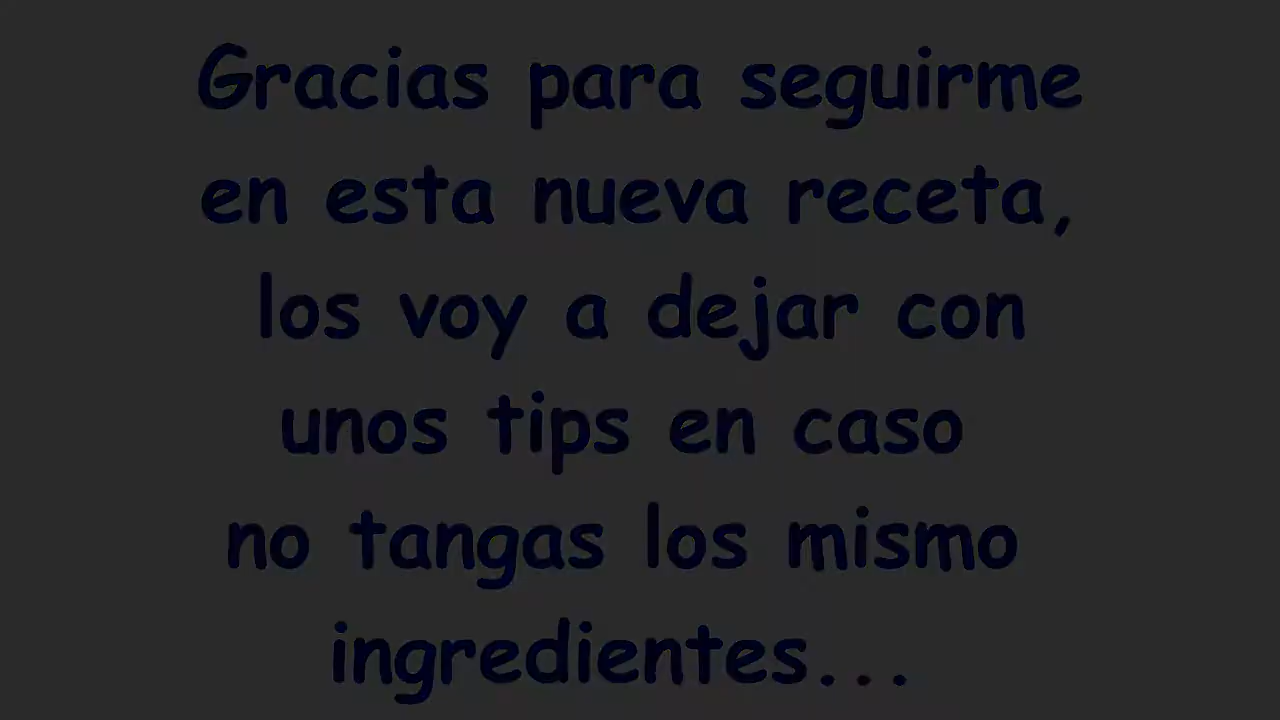 Gracias para seguirme
en esta nueva receta,
los voy a dejar con
unos tips en caso
no tangas los mismo
ingredientes...